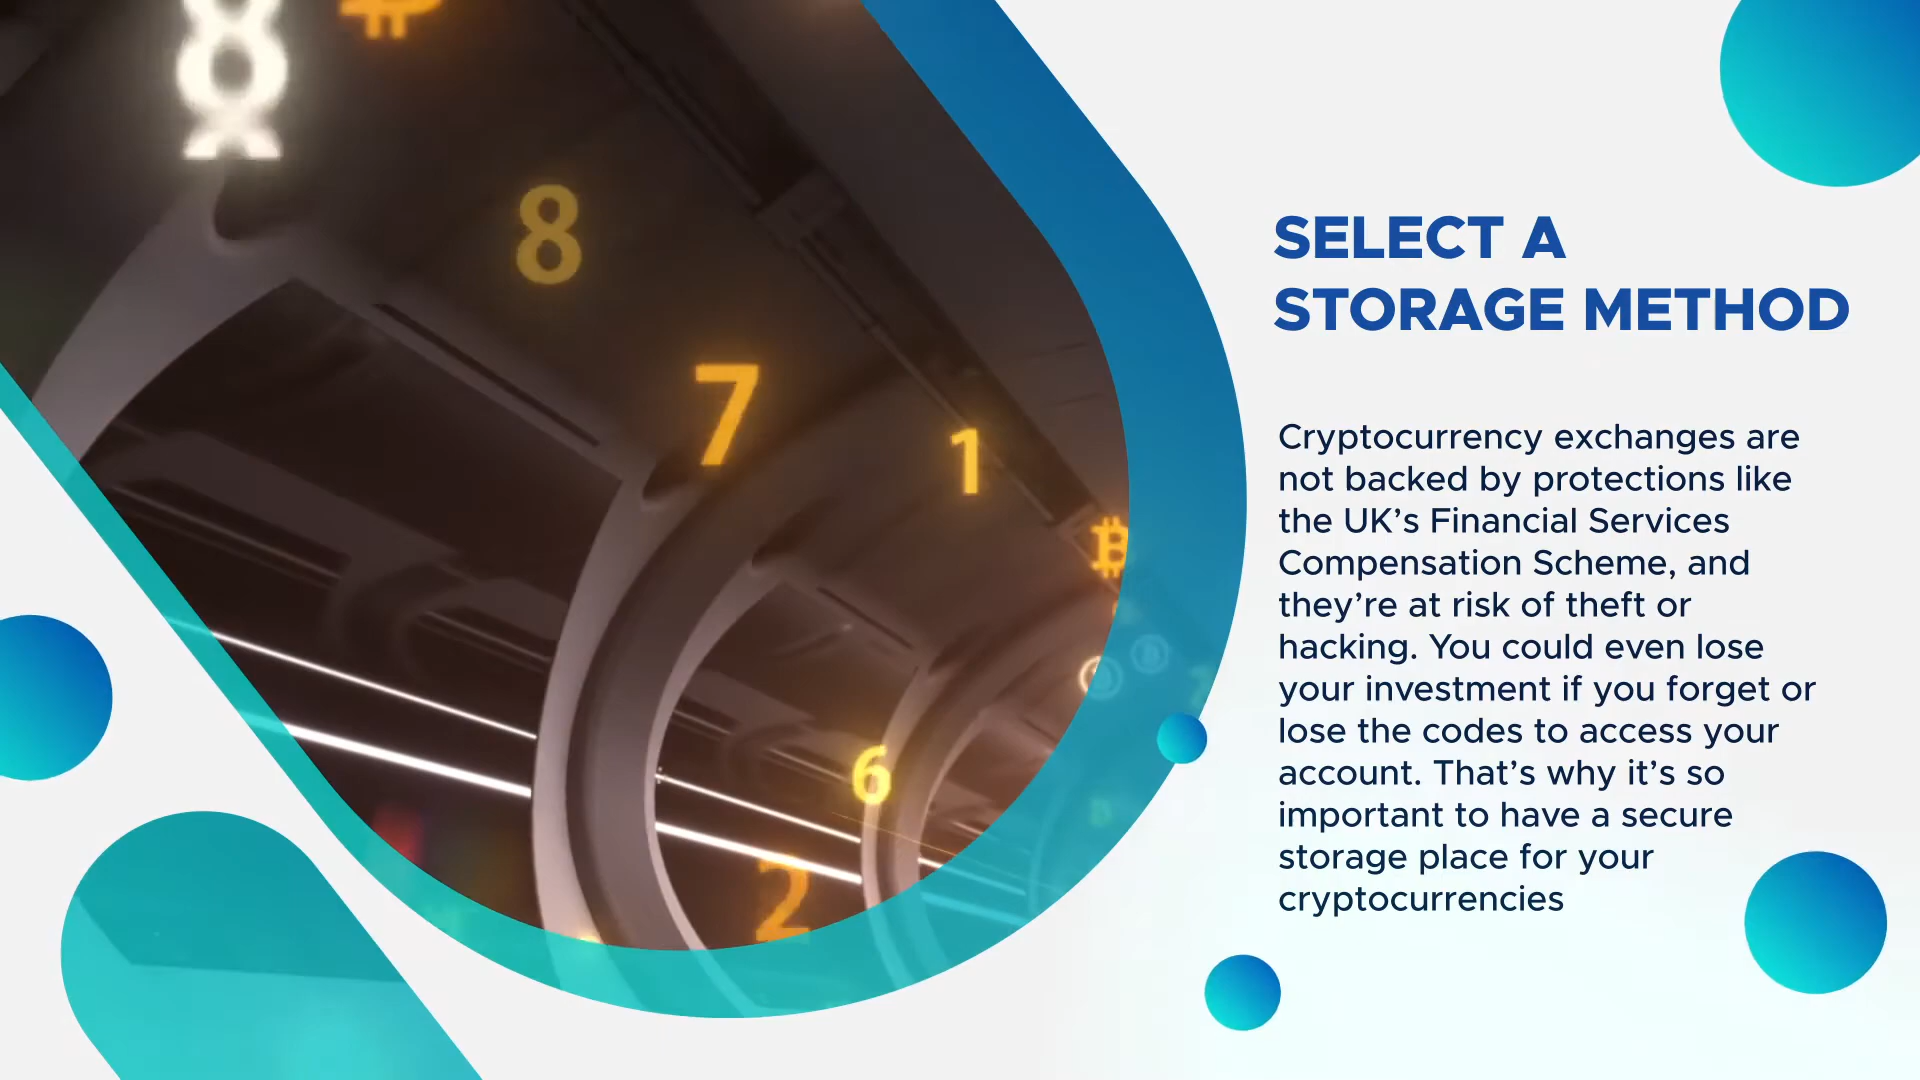 8
8
7
1
6
2
SELECT A
STORAGE METHOD
Cryptocurrency exchanges are
not backed by protections like
the UK’s Financial Services
Compensation Scheme, and
they’re at risk of theft or
hacking. You could even lose
your investment if you forget or
lose the codes to access your
account. That’s why it’s so
important to have a secure
storage place for your
cryptocurrencies